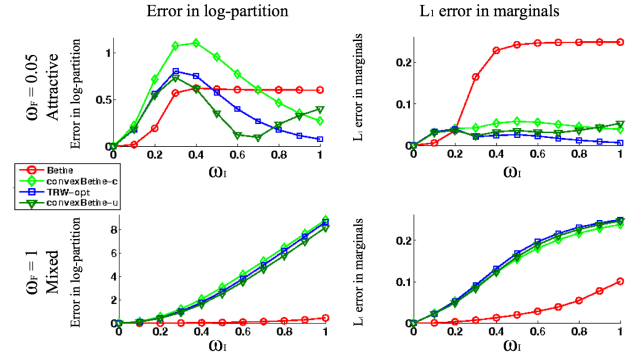 Error in log-partition
L₁ error in marginals
ωF = 0.05
Attractive
Error in log-partition
1
0.5
0
0 0.2 0.4 0.6 0.8 1
ωI
L₁ error in marginals
0.2
0.1
0
0 0.2 0.4 0.6 0.8 1
ωI
Bethe
convexBethe-c
TRW-opt
convexBethe-u
ωF = 1
Mixed
Error in log-partition
8
6
4
2
0
0 0.2 0.4 0.6 0.8 1
ωI
L₁ error in marginals
0.2
0.1
0
0 0.2 0.4 0.6 0.8 1
ωI